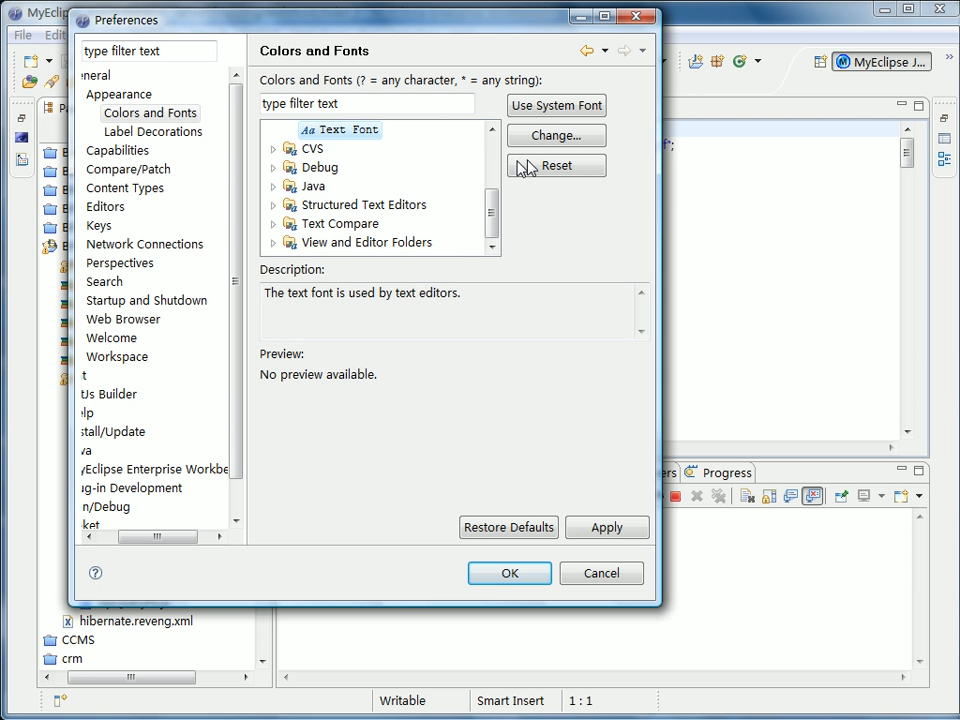 MyEclip
Preferences
File Edit
type filter text
eneral
Appearance
Colors and Fonts
Label Decorations
Capabilities
Compare/Patch
Content Types
Editors
Keys
Network Connections
Perspectives
Search
Startup and Shutdown
Web Browser
Welcome
Workspace
t
tUs Builder
elp
stall/Update
va
yEclipse Enterprise Workbe
ug-in Development
n/Debug
ket
Colors and Fonts
Colors and Fonts (? = any character, * = any string):
type filter text
Aa Text Font
CVS
Debug
Java
Structured Text Editors
Text Compare
View and Editor Folders
Use System Font
Change...
Reset
Description:
The text font is used by text editors.
Preview:
No preview available.
Restore Defaults
Apply
OK
Cancel
MyEclipse J...
f";
ers
Progress
hibernate.reveng.xml
CCMS
crm
Writable
Smart Insert
1 : 1